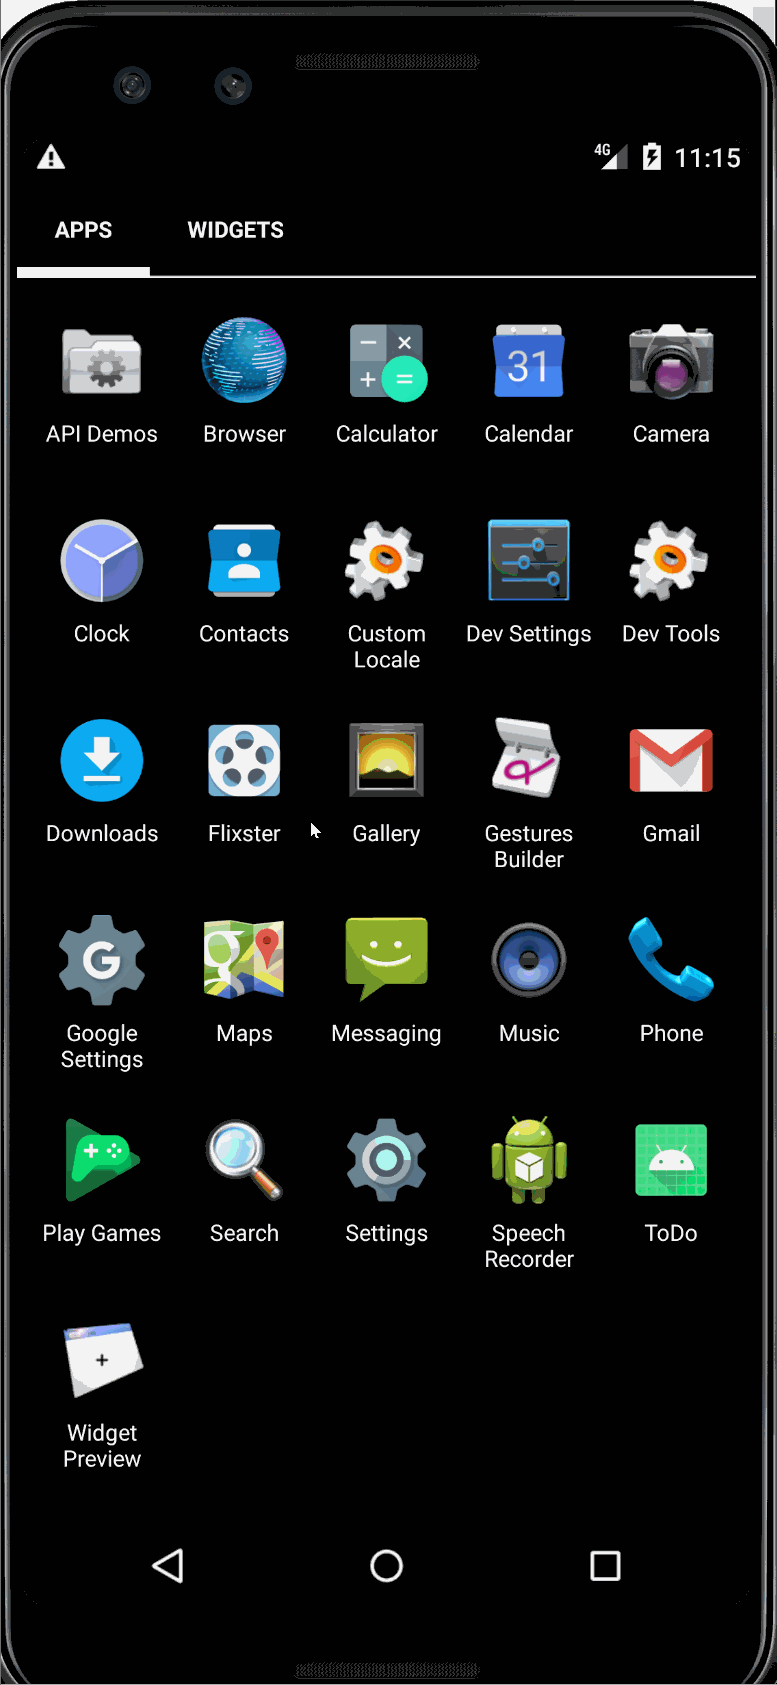 4G 11:15
APPS WIDGETS
31
API Demos Browser Calculator Calendar Camera
Clock Contacts Custom Locale Dev Settings Dev Tools
Downloads Flixster Gallery Gestures Builder Gmail
G
Google Settings Maps Messaging Music Phone
Play Games Search Settings Speech Recorder ToDo
Widget Preview